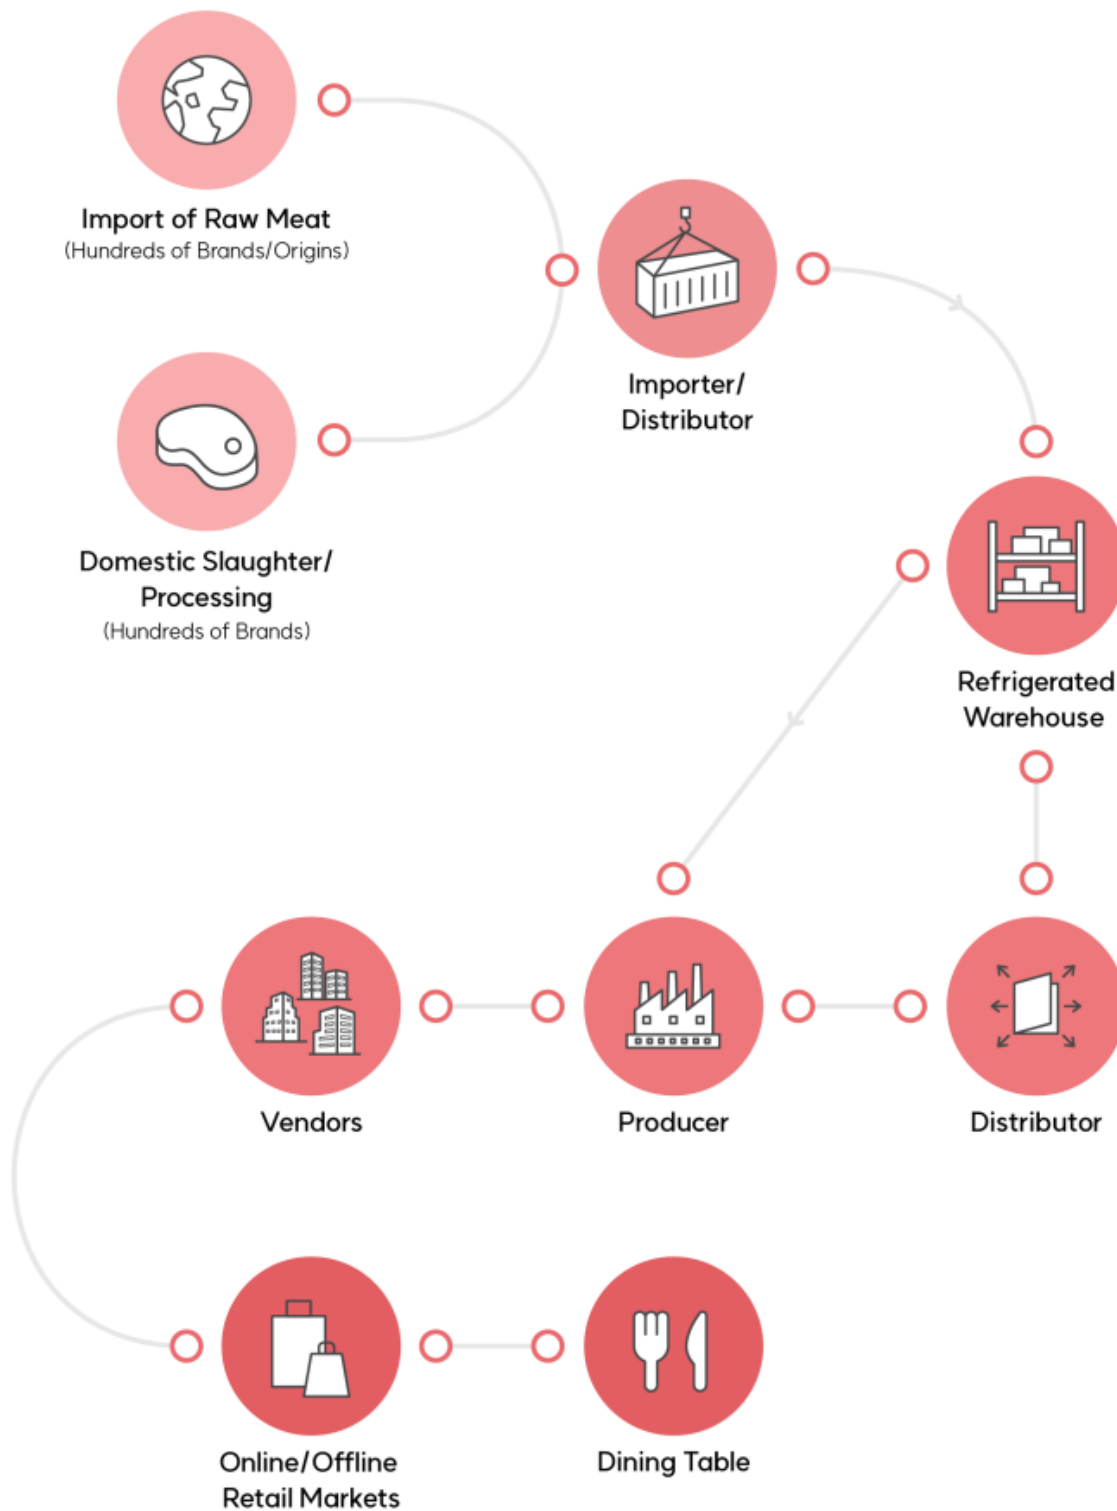 Import of Raw Meat
(Hundreds of Brands/Origins)
Importer/
Distributor
Domestic Slaughter/
Processing
(Hundreds of Brands)
Refrigerated
Warehouse
Vendors
Producer
Distributor
Online/Offline
Retail Markets
Dining Table